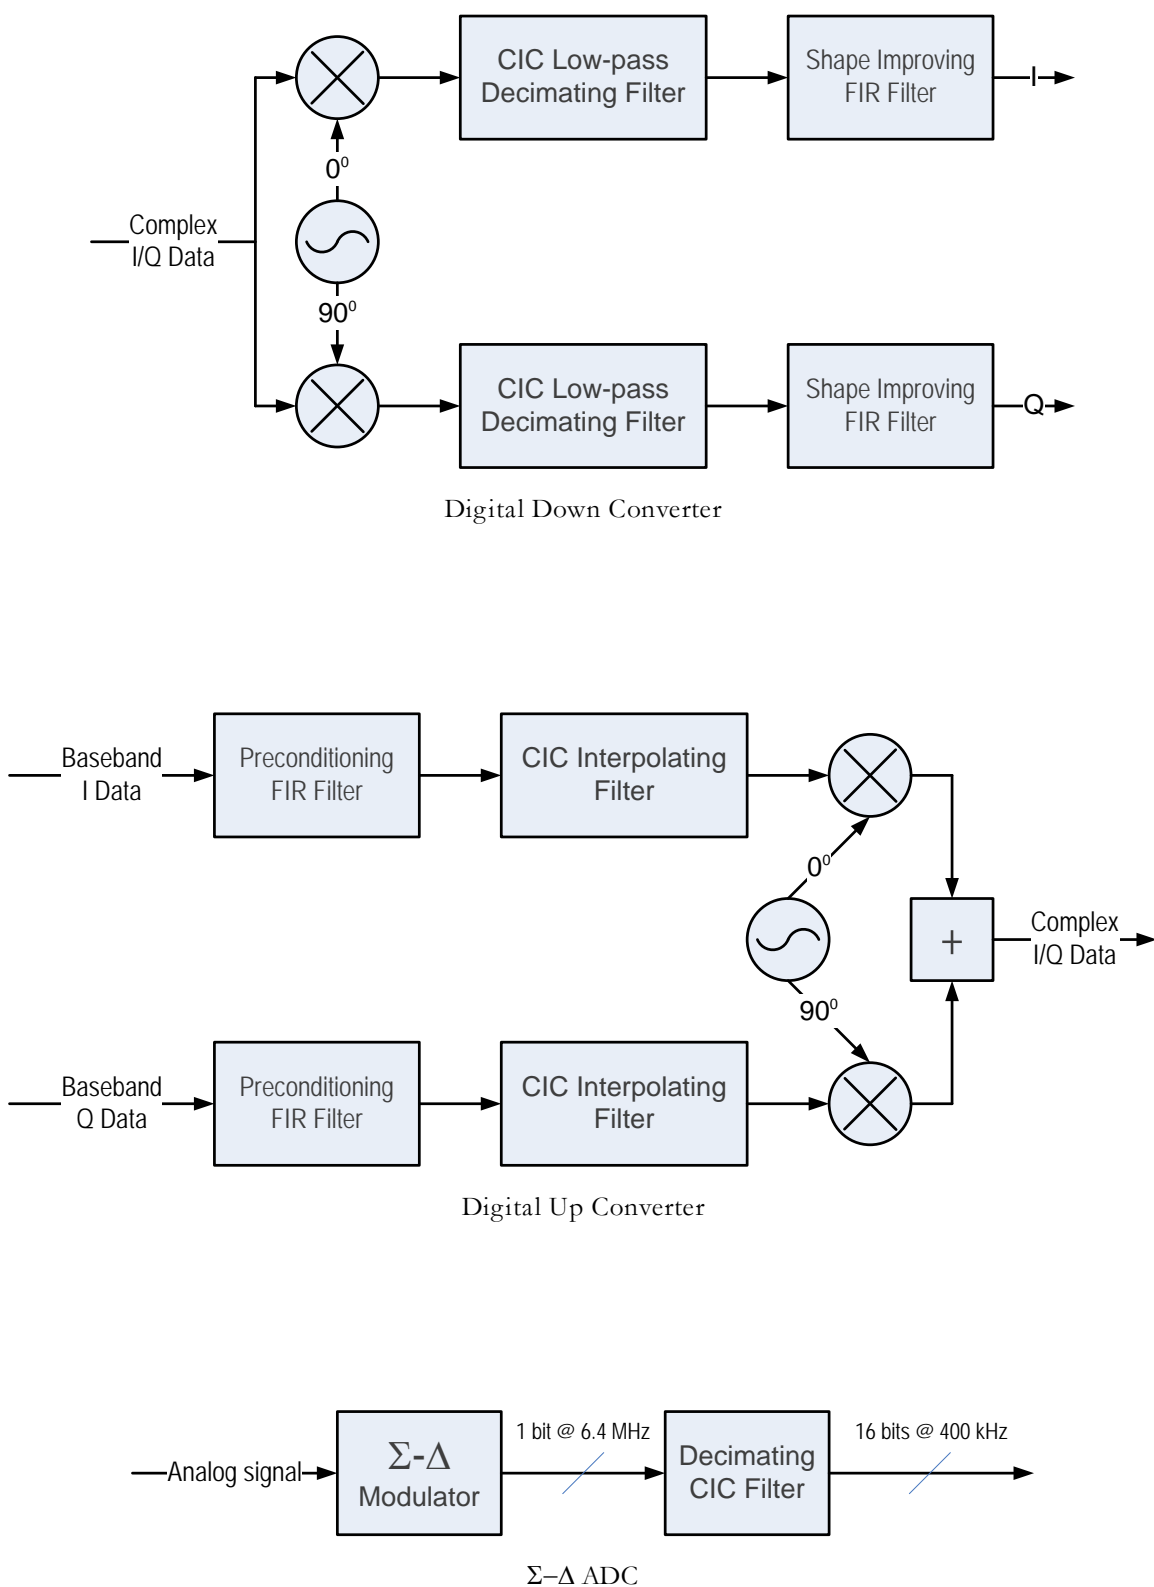 CIC Low-pass
Decimating Filter
Shape Improving
FIR Filter
I
0⁰
Complex
I/Q Data
90⁰
CIC Low-pass
Decimating Filter
Shape Improving
FIR Filter
Q
Digital Down Converter
Baseband
I Data
Preconditioning
FIR Filter
CIC Interpolating
Filter
0⁰
+
Complex
I/Q Data
90⁰
Baseband
Q Data
Preconditioning
FIR Filter
CIC Interpolating
Filter
Digital Up Converter
Analog signal
Σ-Δ
Modulator
1 bit @ 6.4 MHz
Decimating
CIC Filter
16 bits @ 400 kHz
Σ–Δ ADC